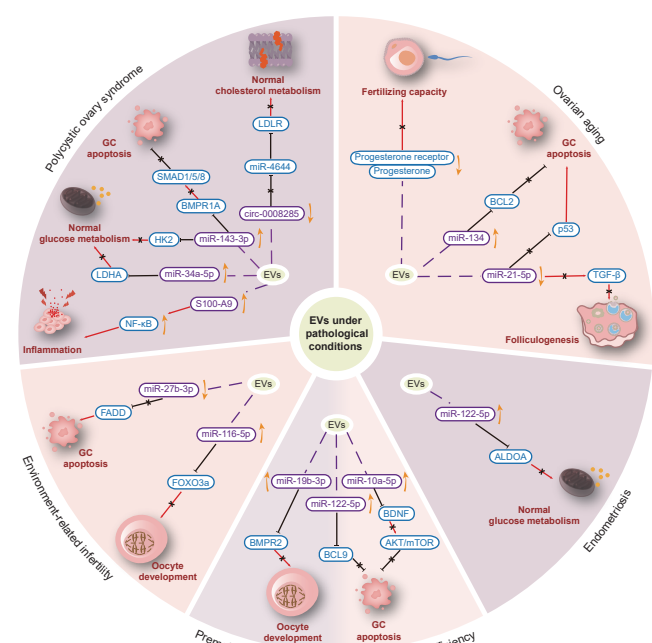 Polycystic ovary syndrome
Normal
cholesterol metabolism
LDLR
miR-4644
circ-0008285
GC
apoptosis
SMAD1/5/8
BMPR1A
miR-143-3p
HK2
Normal
glucose metabolism
LDHA
miR-34a-5p
EVs
S100-A9
NF-κB
Inflammation
Ovarian aging
Fertilizing capacity
Progesterone receptor
Progesterone
EVs
GC
apoptosis
BCL2
miR-134
p53
miR-21-5p
TGF-β
Folliculogenesis
EVs under
pathological
conditions
Environment-related infertility
EVs
miR-27b-3p
FADD
GC
apoptosis
miR-116-5p
FOXO3a
Oocyte
development
EVs
miR-19b-3p
miR-10a-5p
miR-122-5p
BDNF
BMPR2
BCL9
AKT/mTOR
Oocyte
development
GC
apoptosis
Endometriosis
EVs
miR-122-5p
ALDOA
Normal
glucose metabolism